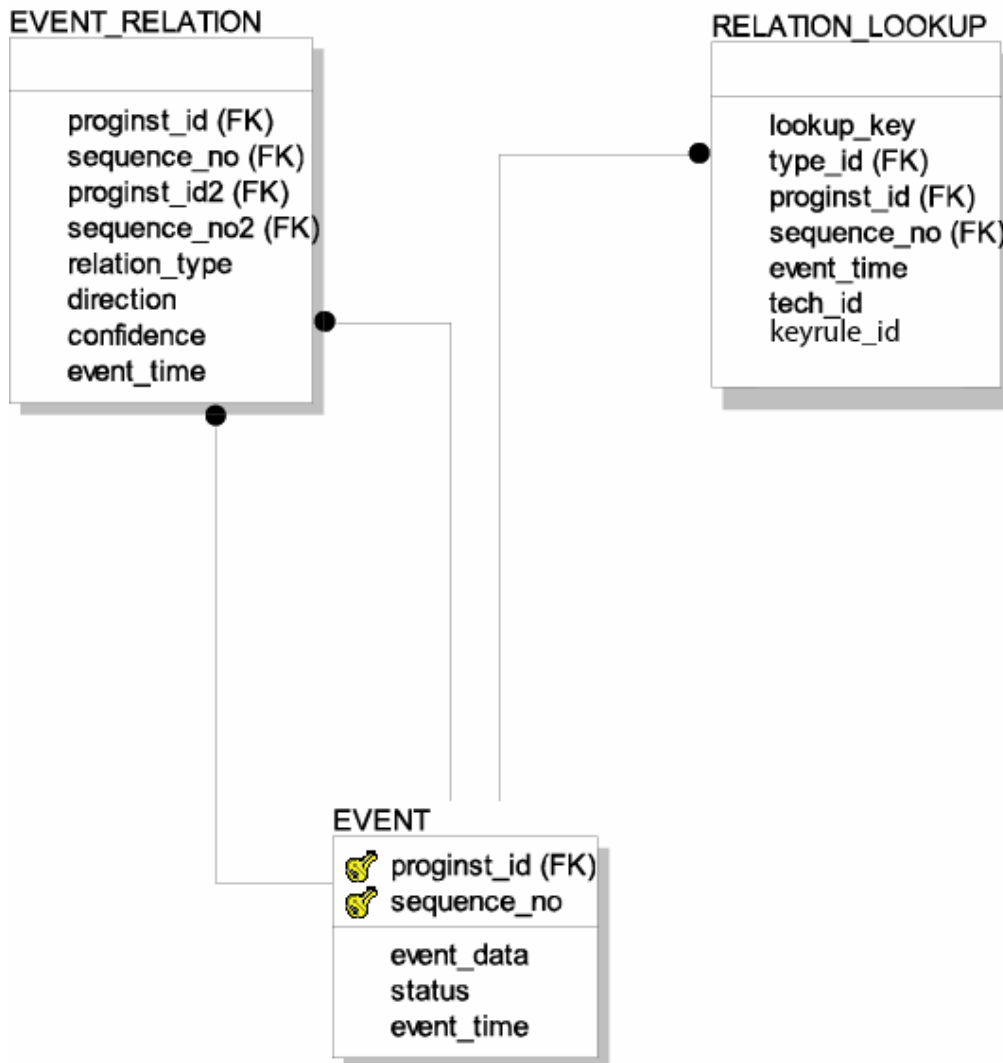 EVENT_RELATION
proginst_id (FK)
sequence_no (FK)
proginst_id2 (FK)
sequence_no2 (FK)
relation_type
direction
confidence
event_time
RELATION_LOOKUP
lookup_key
type_id (FK)
proginst_id (FK)
sequence_no (FK)
event_time
tech_id
keyrule_id
EVENT
proginst_id (FK)
sequence_no
event_data
status
event_time